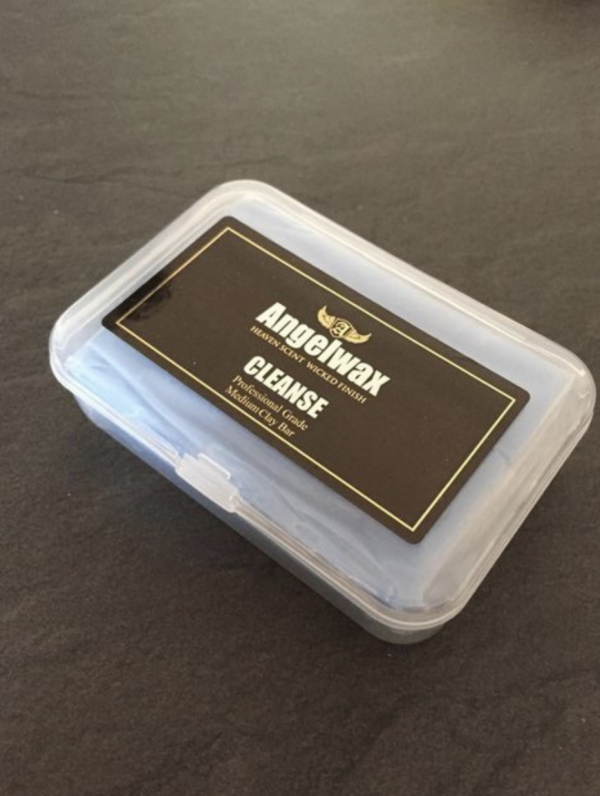 Angelwax
HEAVEN SCENT WICKED FINISH
CLEANSE
Professional Grade
Medium Clay Bar